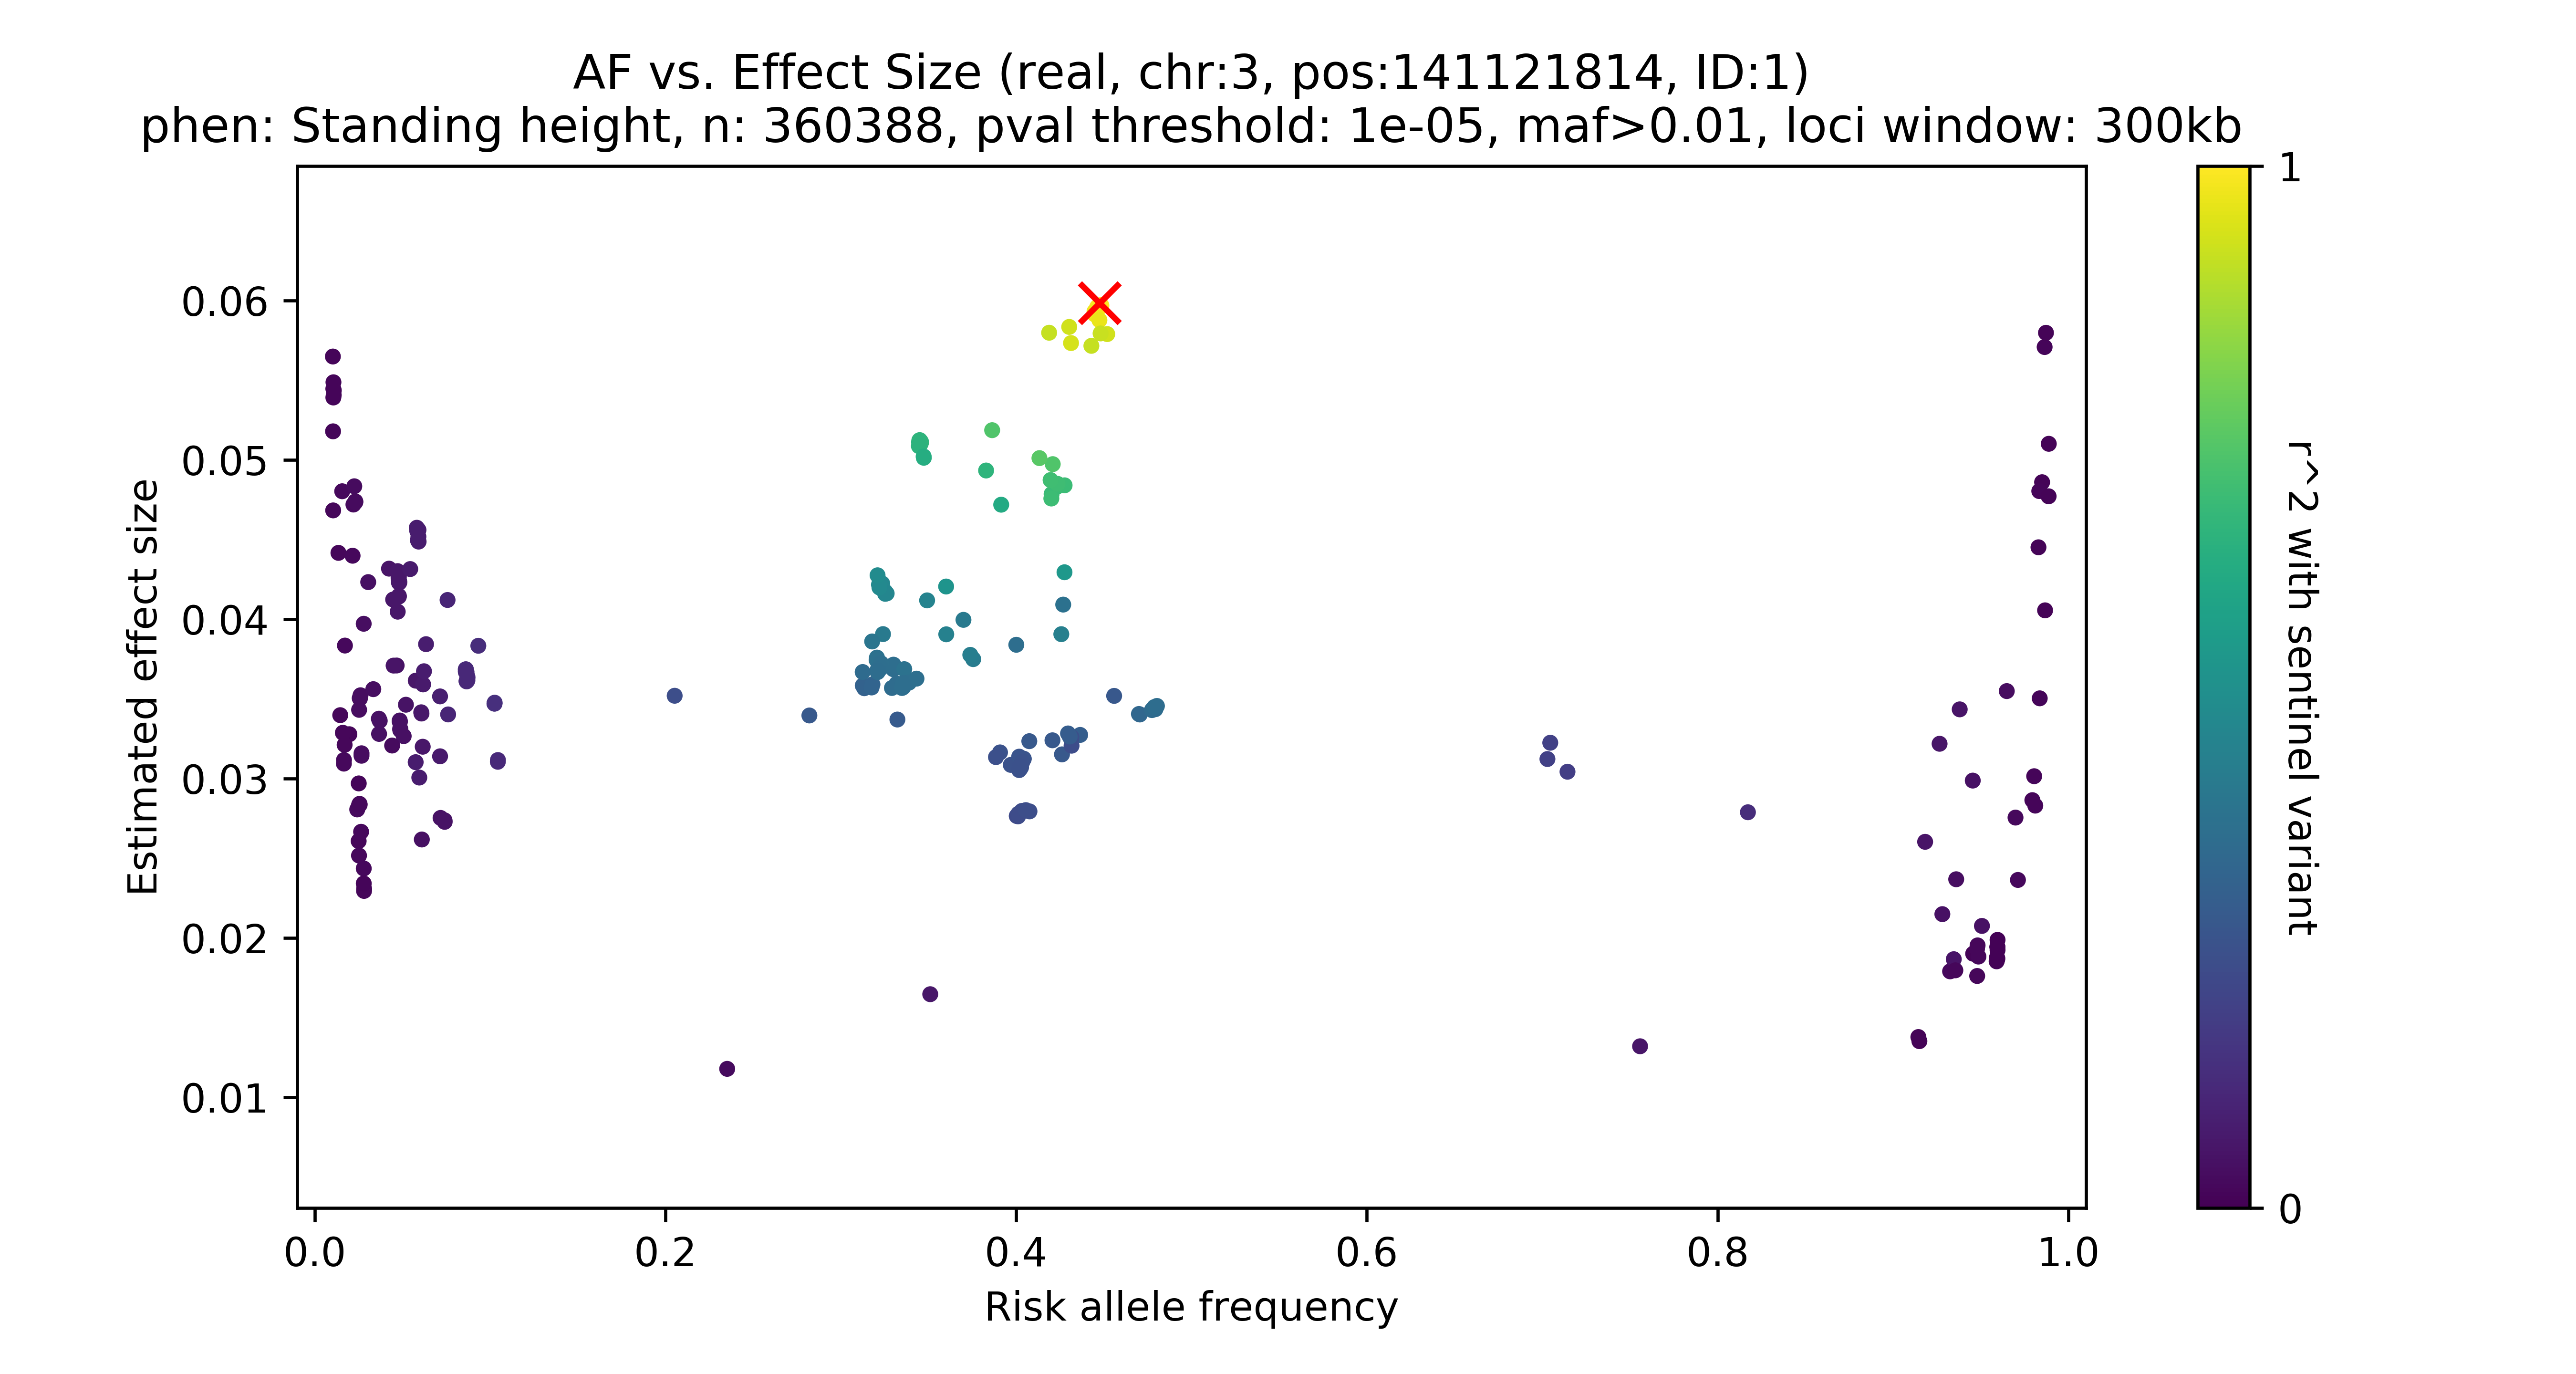 AF vs. Effect Size (real, chr:3, pos:141121814, ID:1)
phen: Standing height, n: 360388, pval threshold: 1e-05, maf>0.01, loci window: 300kb
Estimated effect size
0.06
0.05
0.04
0.03
0.02
0.01
0.0 0.2 0.4 0.6 0.8 1.0
Risk allele frequency
1
r^2 with sentinel variant
0